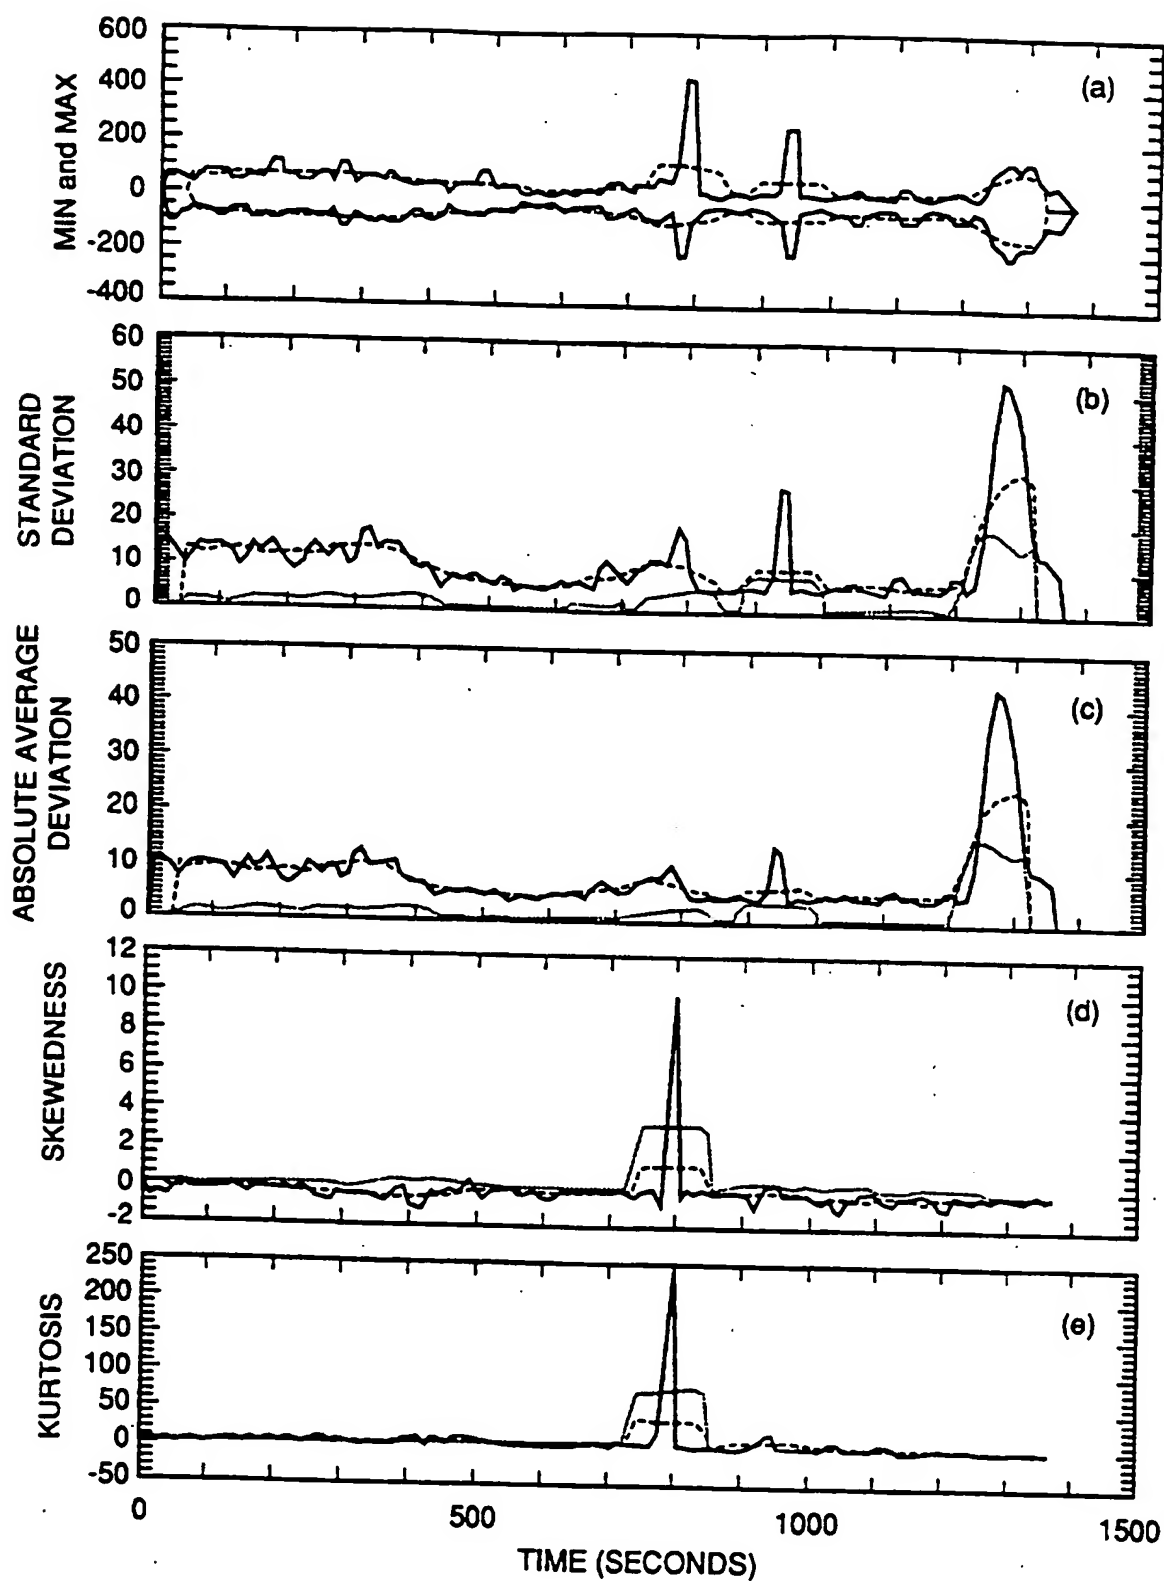 600
400
200
0
-200
-400
MIN and MAX
(a)
60
50
40
30
20
10
0
STANDARD
DEVIATION
(b)
50
40
30
20
10
0
ABSOLUTE AVERAGE
DEVIATION
(c)
12
10
8
6
4
2
0
-2
SKEWEDNESS
(d)
250
200
150
100
50
0
-50
KURTOSIS
(e)
0
500
1000
1500
TIME (SECONDS)